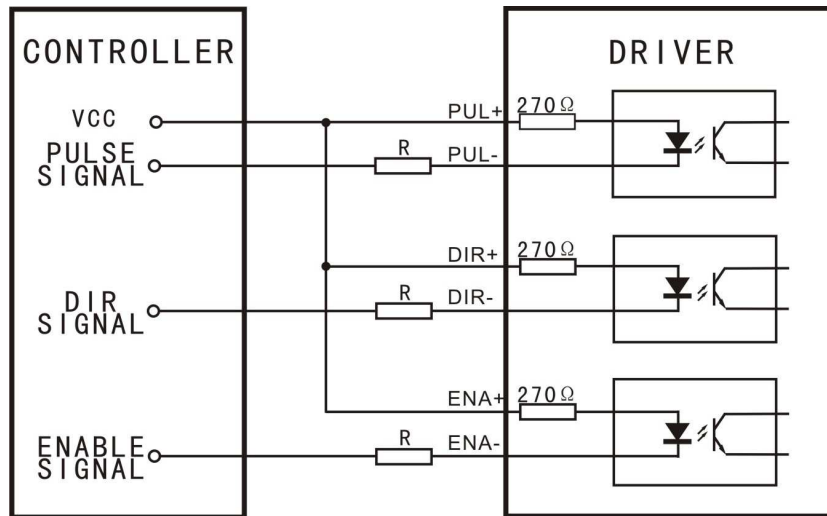 CONTROLLER
DRIVER
VCC
PUL+
270Ω
PULSE
SIGNAL
R
PUL-
DIR+
270Ω
DIR
SIGNAL
R
DIR-
ENA+
270Ω
ENABLE
SIGNAL
R
ENA-